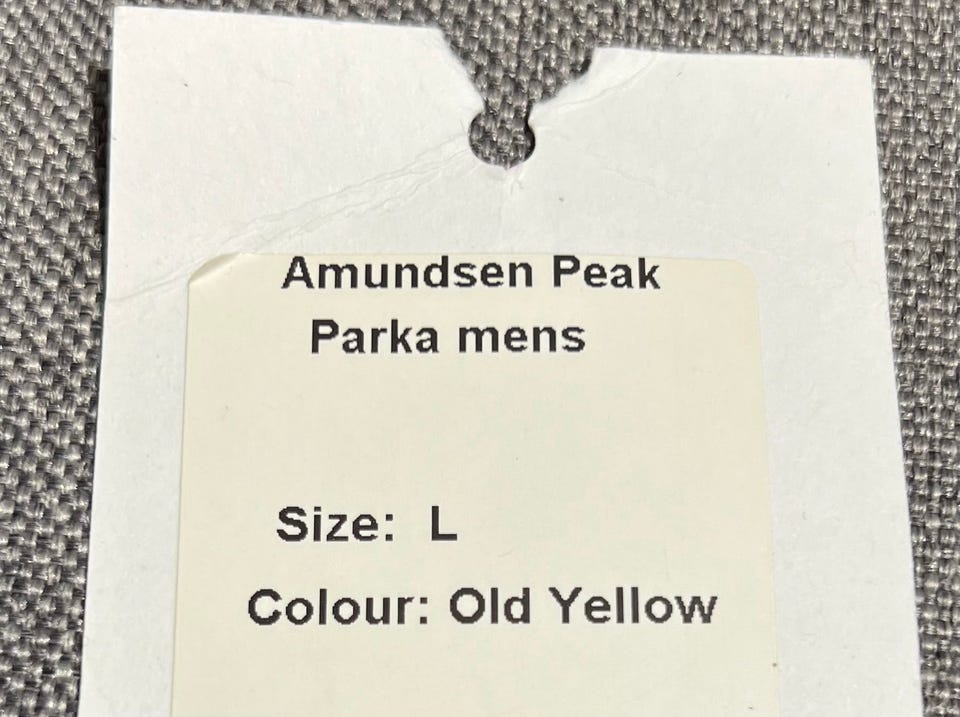 Amundsen Peak
Parka mens
Size: L
Colour: Old Yellow